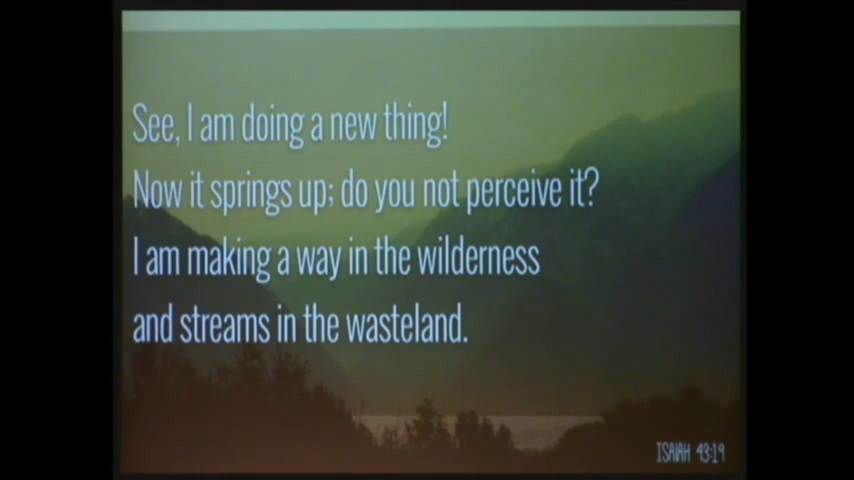 See, I am doing a new thing!
Now it springs up; do you not perceive it?
I am making a way in the wilderness
and streams in the wasteland.
ISAIAH 43:19